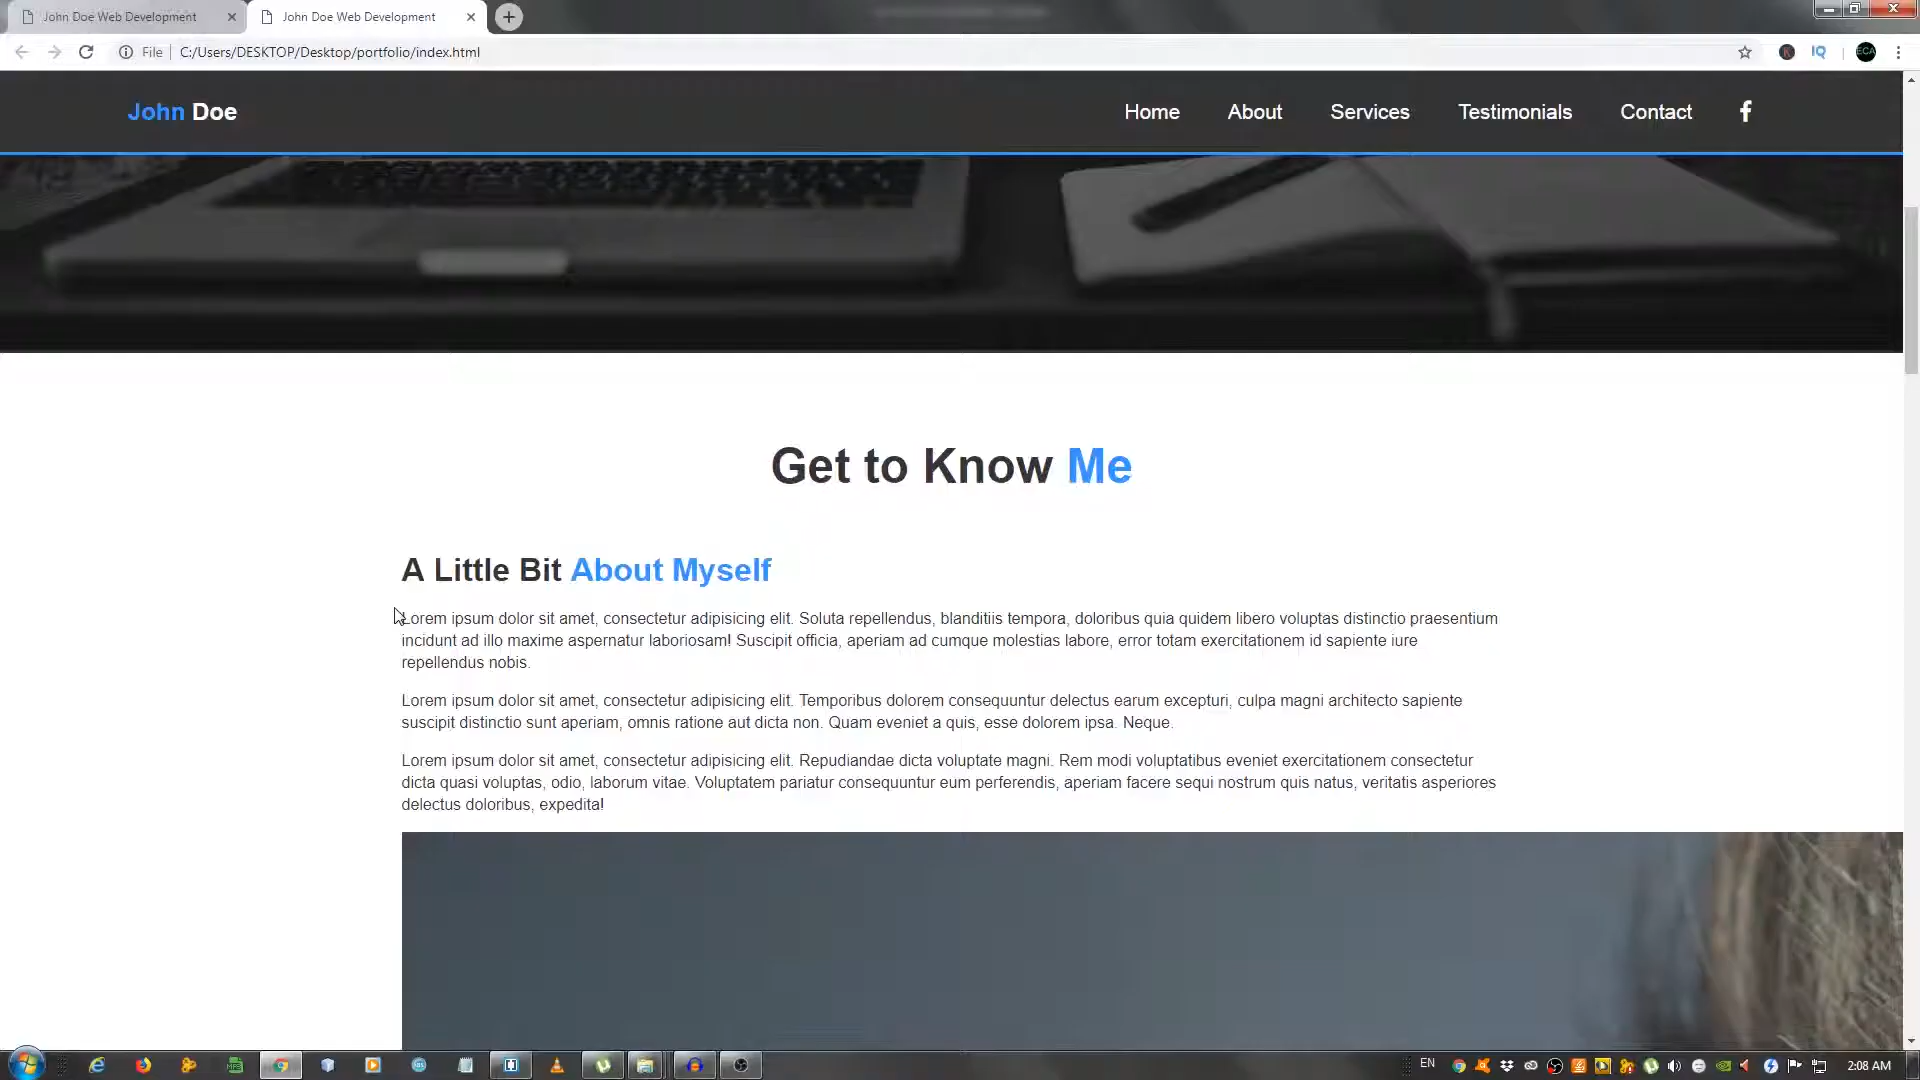 John Doe Web Development
John Doe Web Development
File
C:/Users/DESKTOP/Desktop/portfolio/index.html
IQ
ECA
John Doe
Home
About
Services
Testimonials
Contact
Get to Know Me
A Little Bit About Myself
Lorem ipsum dolor sit amet, consectetur adipisicing elit. Soluta repellendus, blanditiis tempora, doloribus quia quidem libero voluptas distinctio praesentium
incidunt ad illo maxime aspernatur laboriosam! Suscipit officia, aperiam ad cumque molestias labore, error totam exercitationem id sapiente iure
repellendus nobis.
Lorem ipsum dolor sit amet, consectetur adipisicing elit. Temporibus dolorem consequuntur delectus earum excepturi, culpa magni architecto sapiente
suscipit distinctio sunt aperiam, omnis ratione aut dicta non. Quam eveniet a quis, esse dolorem ipsa. Neque.
Lorem ipsum dolor sit amet, consectetur adipisicing elit. Repudiandae dicta voluptate magni. Rem modi voluptatibus eveniet exercitationem consectetur
dicta quasi voluptas, odio, laborum vitae. Voluptatem pariatur consequuntur eum perferendis, aperiam facere sequi nostrum quis natus, veritatis asperiores
delectus doloribus, expedita!
EN
2:08 AM